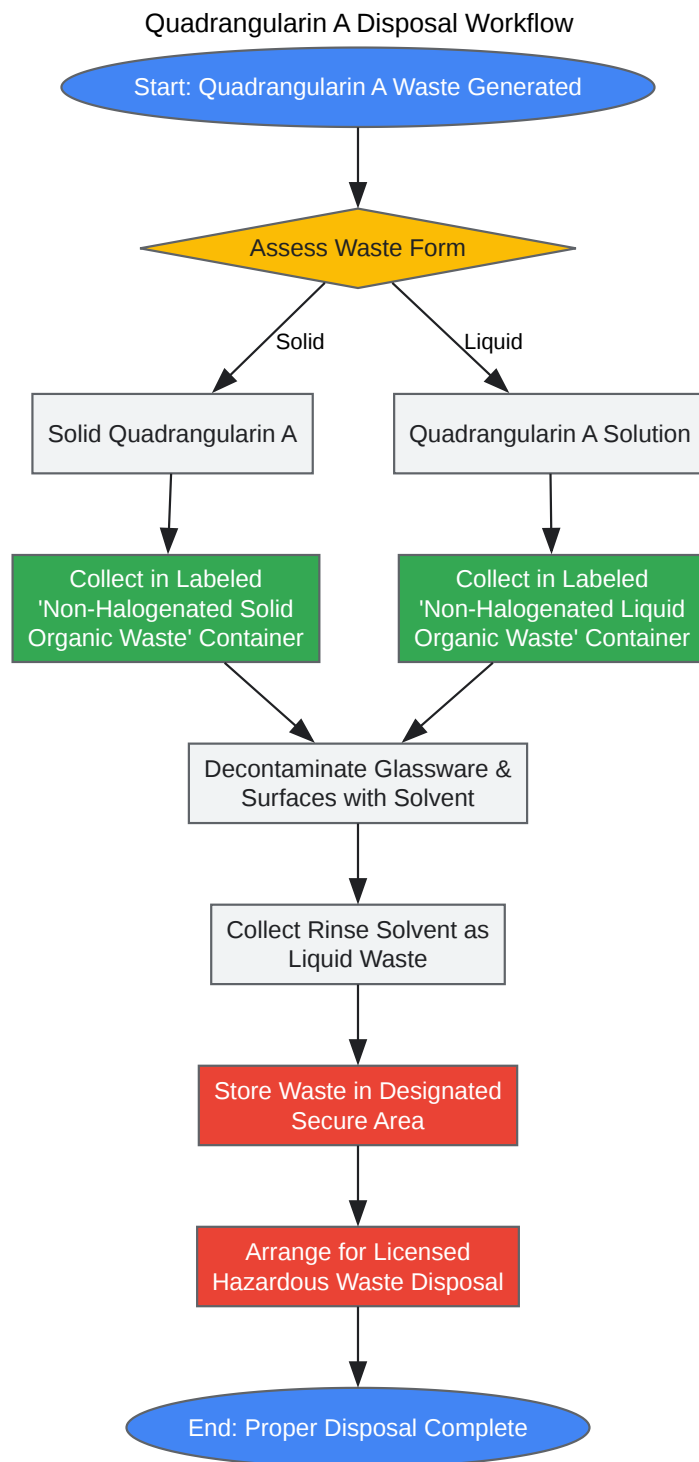 Quadrangularin A Disposal Workflow
Start: Quadrangularin A Waste Generated
Assess Waste Form
Solid
Liquid
Solid Quadrangularin A
Quadrangularin A Solution
Collect in Labeled
'Non-Halogenated Solid
Organic Waste' Container
Collect in Labeled
'Non-Halogenated Liquid
Organic Waste' Container
Decontaminate Glassware &
Surfaces with Solvent
Collect Rinse Solvent as
Liquid Waste
Store Waste in Designated
Secure Area
Arrange for Licensed
Hazardous Waste Disposal
End: Proper Disposal Complete